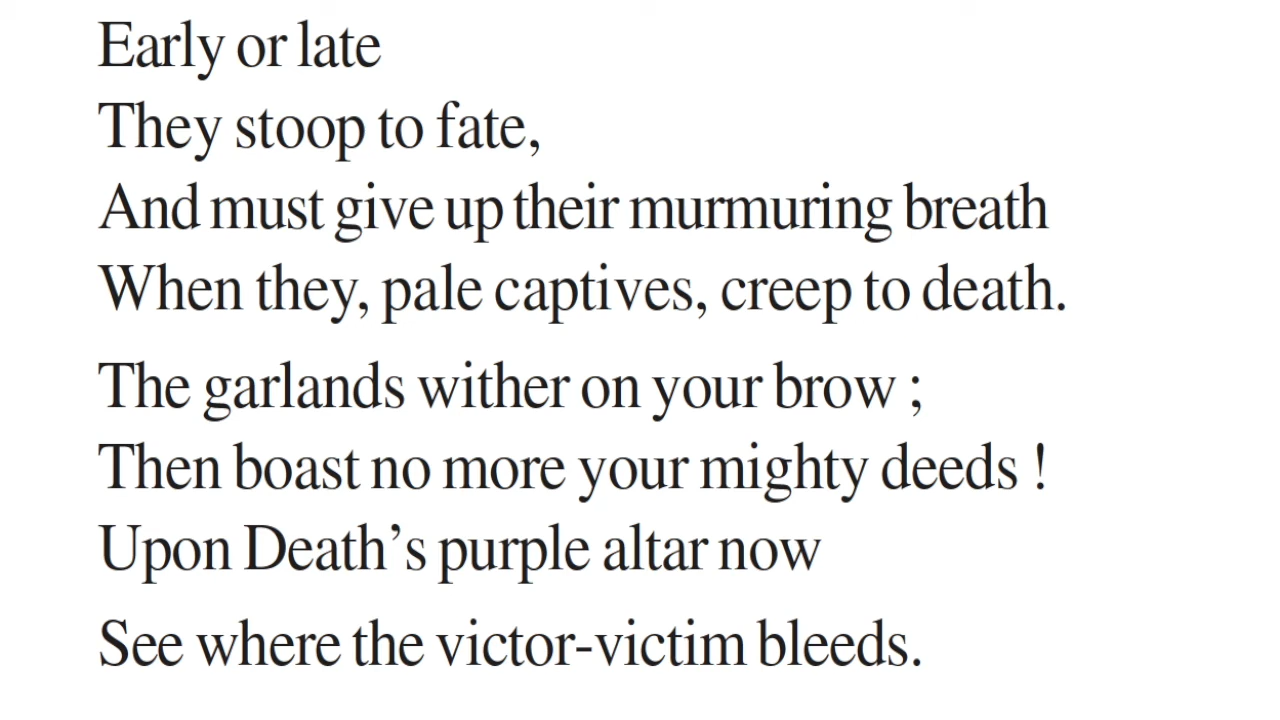 Early or late
They stoop to fate,
And must give up their murmuring breath
When they, pale captives, creep to death.
The garlands wither on your brow ;
Then boast no more your mighty deeds !
Upon Death’s purple altar now
See where the victor-victim bleeds.